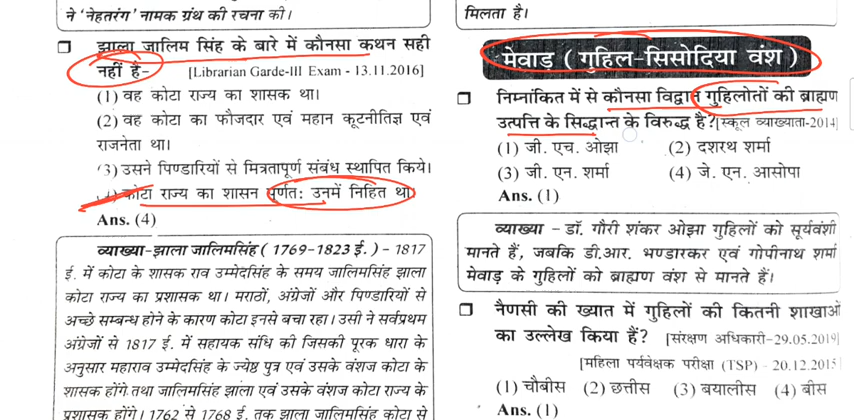 ने ‘नेहतरंग’ नामक ग्रंथ की रचना की।
झाला जालिम सिंह के बारे में कौनसा कथन सही
नहीं है- [Librarian Garde-III Exam - 13.11.2016]
(1) वह कोटा राज्य का शासक था।
(2) वह कोटा का फौजदार एवं महान कूटनीतिज्ञ एवं
राजनेता था।
(3) उसने पिण्डारियों से मित्रतापूर्ण संबंध स्थापित किये।
कोटा राज्य का शासन पूर्णत: उनमें निहित था।
Ans. (4)
व्याख्या-झाला जालिमसिंह ( 1769-1823 ई. ) - 1817
ई. में कोटा के शासक राव उम्मेदसिंह के समय जालिमसिंह झाला
कोटा राज्य का प्रशासक था। मराठों, अंग्रेजों और पिण्डारियों से
अच्छे सम्बन्ध होने के कारण कोटा इनसे बचा रहा। उसी ने सर्वप्रथम
अंग्रेजों से 1817 ई. में सहायक संधि की जिसकी पूरक धारा के
अनुसार महाराव उम्मेदसिंह के ज्येष्ठ पुत्र एवं उसके वंशज कोटा के
शासक होंगे तथा जालिमसिंह झाला एवं उसके वंशज कोटा राज्य के
प्रशासक होंगे। 1762 से 1768 ई. तक झाला जालिमसिंह कोटा से
मिलता है।
मेवाड़ ( गुहिल-सिसोदिया वंश )
निम्नांकित में से कौनसा विद्वान गुहिलोतों की ब्राह्मण
उत्पत्ति के सिद्धान्त के विरुद्ध है? [स्कूल व्याख्याता-2014]
(1) जी. एच. ओझा (2) दशरथ शर्मा
(3) जी. एन. शर्मा (4) जे. एन. आसोपा
Ans. (1)
व्याख्या - डॉ. गौरी शंकर ओझा गुहिलों को सूर्यवंशी
मानते हैं, जबकि डी.आर. भण्डारकर एवं गोपीनाथ शर्मा
मेवाड़ के गुहिलों को ब्राह्मण वंश से मानते हैं।
नैणसी की ख्यात में गुहिलों की कितनी शाखाओं
का उल्लेख किया हैं? [संरक्षण अधिकारी-29.05.2019]
[महिला पर्यवेक्षक परीक्षा (TSP) - 20.12.2015]
(1) चौबीस (2) छत्तीस (3) बयालीस (4) बीस
Ans. (1)